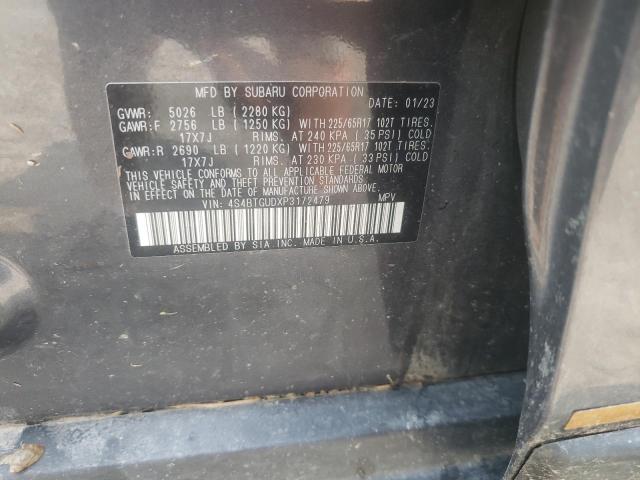 MFD BY SUBARU CORPORATION
DATE: 01/23
GVWR: 5026 LB (2280 KG)
GAWR:F 2756 LB (1250 KG) WITH 225/65R17 102T TIRES.
17X7J RIMS. AT 240 KPA (35 PSI) COLD
GAWR:R 2690 LB (1220 KG) WITH 225/65R17 102T TIRES.
17X7J RIMS. AT 230 KPA (33 PSI) COLD
THIS VEHICLE CONFORMS TO ALL APPLICABLE FEDERAL MOTOR
VEHICLE SAFETY AND THEFT PREVENTION
STANDARDS IN EFFECT ON THE DATE OF MANUFACTURE SHOWN ABOVE.
VIN: 4S4BTGUDXP3172479 MPV
ASSEMBLED BY SIA INC. MADE IN U.S.A.